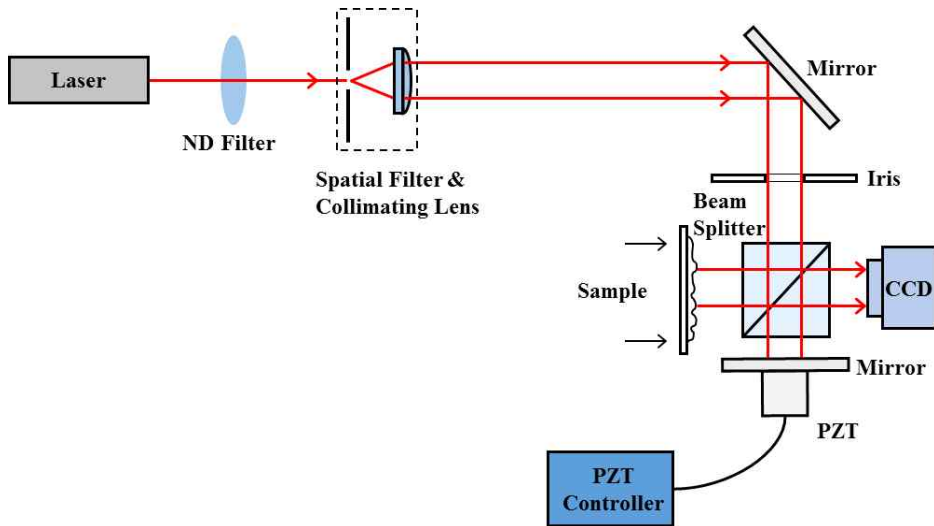 Laser
ND Filter
Spatial Filter &
Collimating Lens
Mirror
Iris
Beam
Splitter
Sample
CCD
Mirror
PZT
PZT
Controller